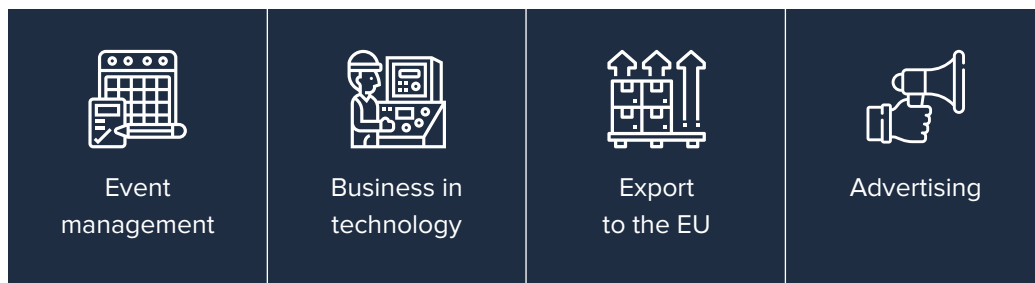 Event
management
Business in
technology
Export
to the EU
Advertising